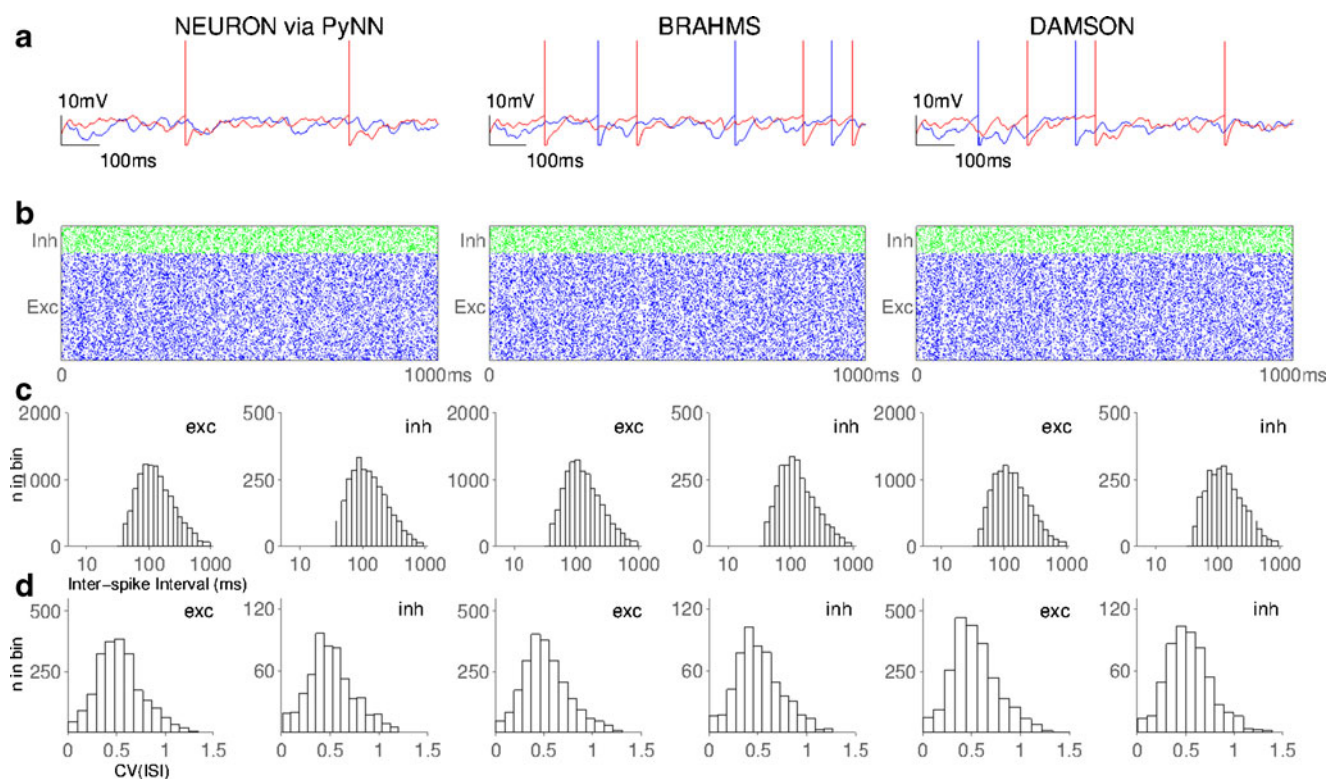 a NEURON via PyNN BRAHMS DAMSON
10mV 10mV 10mV
100ms 100ms 100ms
b
Inh Inh Inh
Exc Exc Exc
0 1000ms 0 1000ms 0 1000ms
c
2000 500 2000 500 2000 500
exc inh exc inh exc inh
n in bin
1000 250 1000 250 1000 250
0 0 0 0 0 0
10 100 1000 10 100 1000 10 100 1000 10 100 1000 10 100 1000 10 100 1000
Inter-spike Interval (ms)
d
500 120 500 120 500 120
exc inh exc inh exc inh
n in bin
250 60 250 60 250 60
0 0.5 1 1.5 0 0.5 1 1.5 0 0.5 1 1.5 0 0.5 1 1.5 0 0.5 1 1.5 0 0.5 1 1.5
CV(ISI)